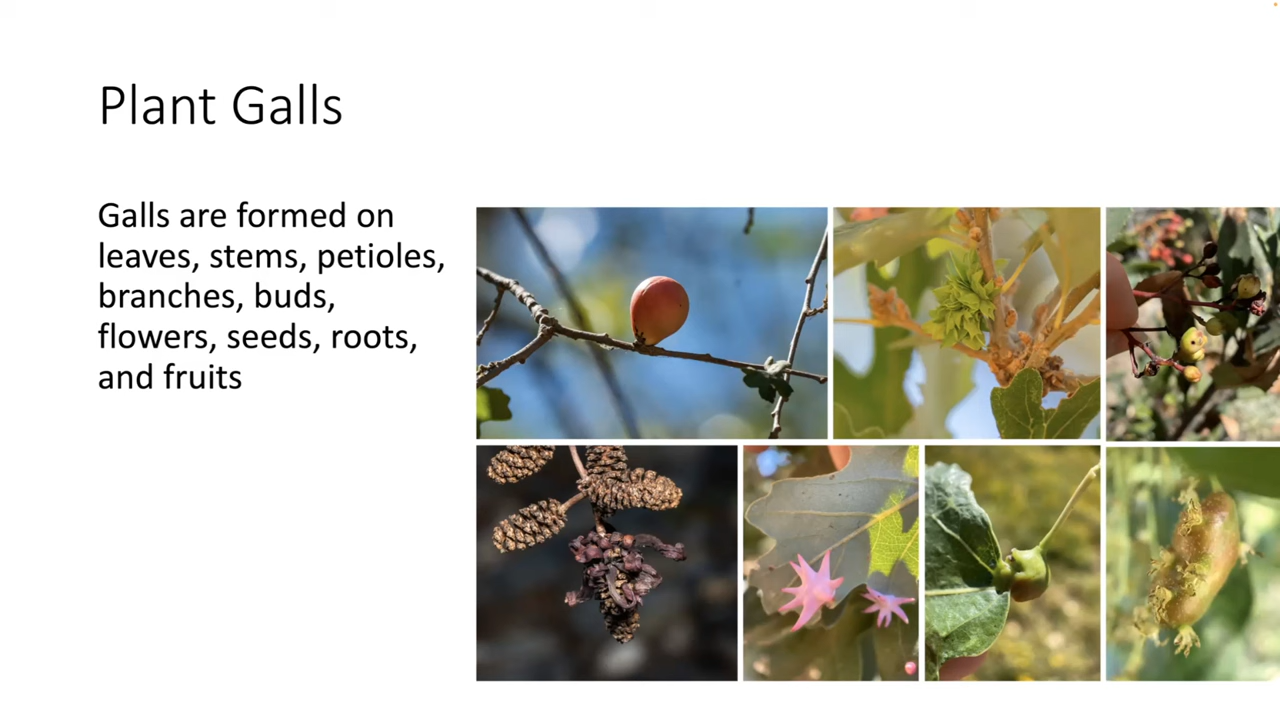 Plant Galls
Galls are formed on
leaves, stems, petioles,
branches, buds,
flowers, seeds, roots,
and fruits